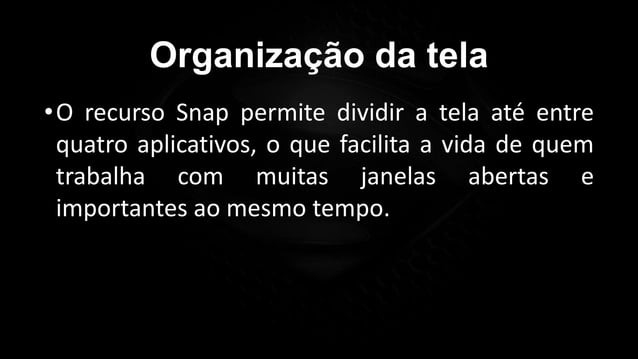 Organização da tela
•O recurso Snap permite dividir a tela até entre
quatro aplicativos, o que facilita a vida de quem
trabalha com muitas janelas abertas e
importantes ao mesmo tempo.